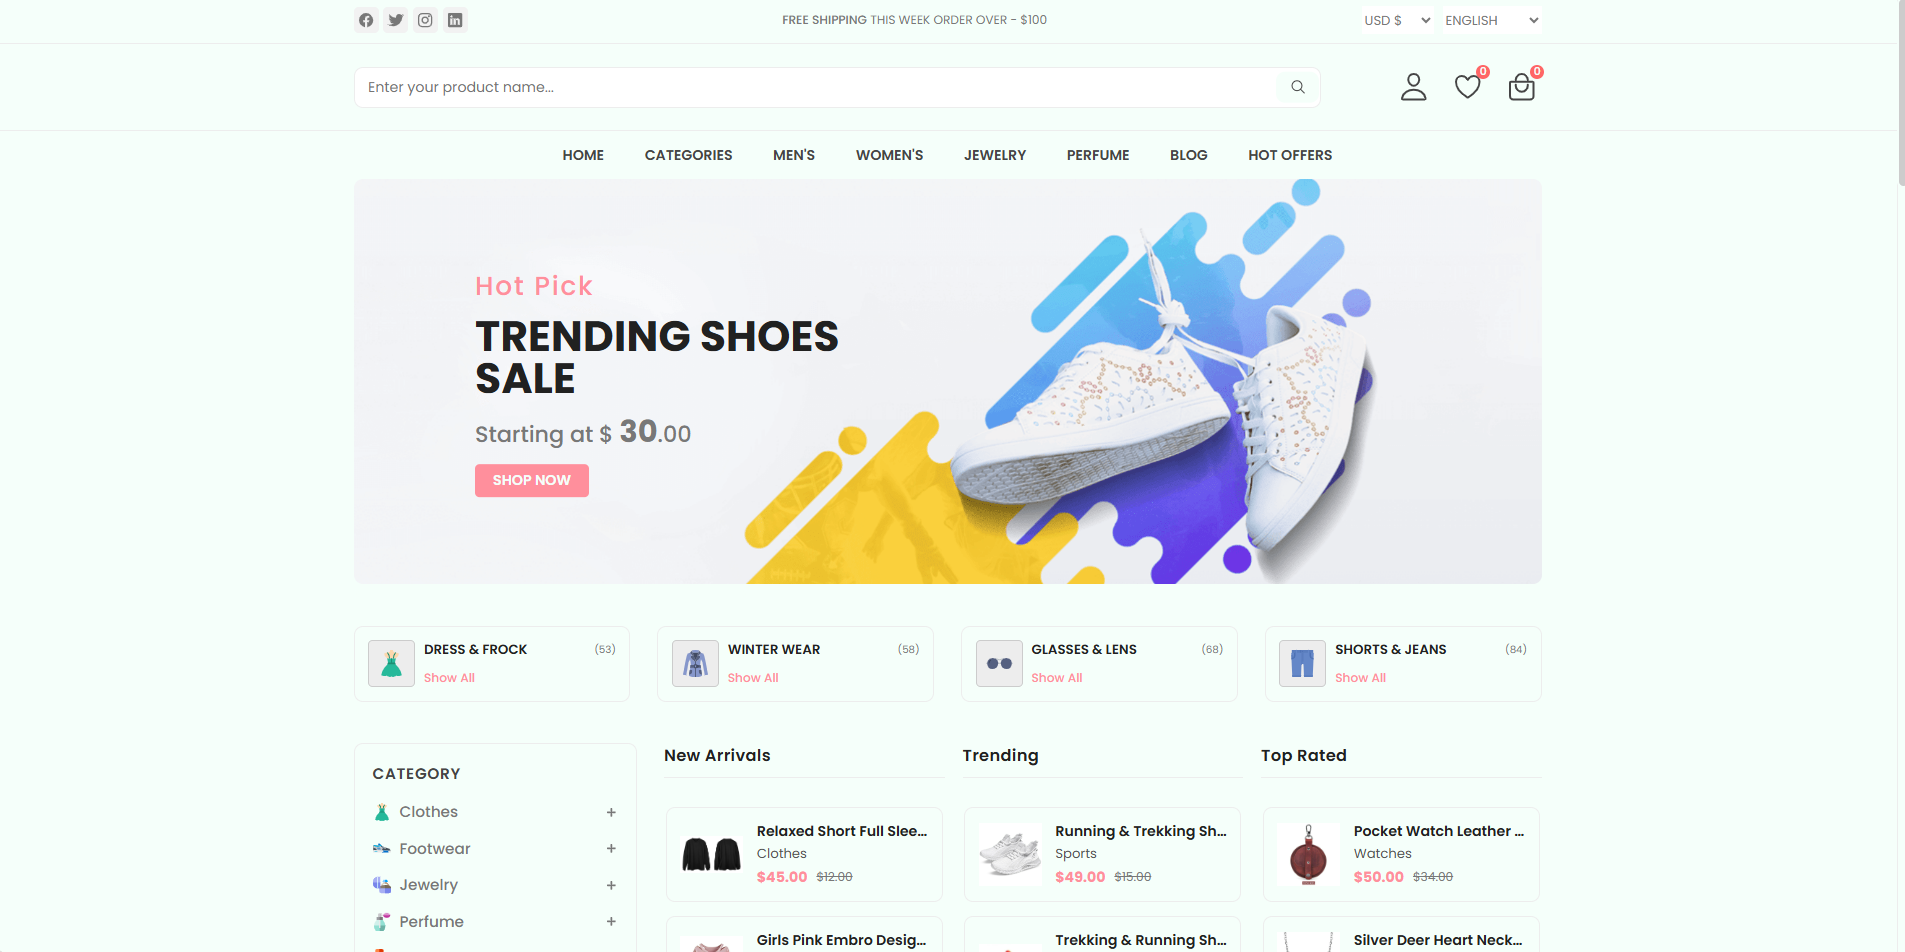 FREE SHIPPING THIS WEEK ORDER OVER - $100
USD $
ENGLISH
Enter your product name...
0
0
HOME CATEGORIES MEN'S WOMEN'S JEWELRY PERFUME BLOG HOT OFFERS
Hot Pick
TRENDING SHOES
SALE
Starting at $ 30.00
SHOP NOW
DRESS & FROCK (53)
Show All
WINTER WEAR (58)
Show All
GLASSES & LENS (68)
Show All
SHORTS & JEANS (84)
Show All
CATEGORY
Clothes +
Footwear +
Jewelry +
Perfume +
New Arrivals
Relaxed Short Full Slee...
Clothes
$45.00 $12.00
Girls Pink Embro Desig...
Trending
Running & Trekking Sh...
Sports
$49.00 $15.00
Trekking & Running Sh...
Top Rated
Pocket Watch Leather ...
Watches
$50.00 $34.00
Silver Deer Heart Neck...